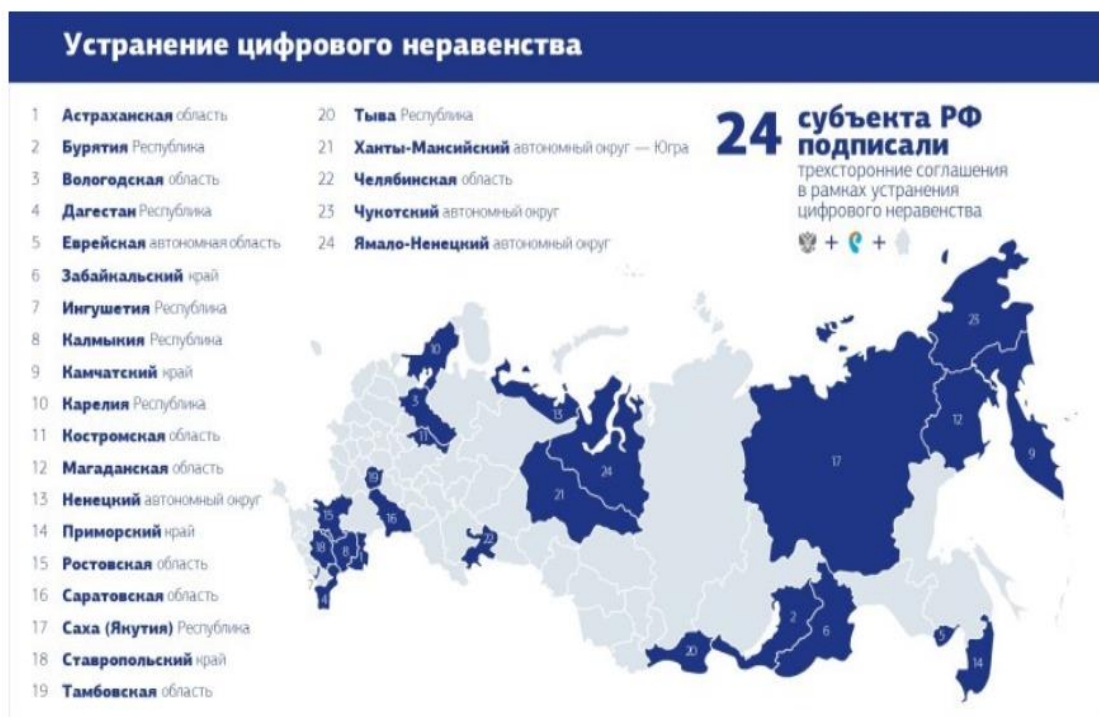 Устранение цифрового неравенства
1 Астраханская область
2 Бурятия Республика
3 Вологодская область
4 Дагестан Республика
5 Еврейская автономная область
6 Забайкальский край
7 Ингушетия Республика
8 Калмыкия Республика
9 Камчатский край
10 Карелия Республика
11 Костромская область
12 Магаданская область
13 Ненецкий автономный округ
14 Приморский край
15 Ростовская область
16 Саратовская область
17 Саха (Якутия) Республика
18 Ставропольский край
19 Тамбовская область
20 Тыва Республика
21 Ханты-Мансийский автономный округ — Югра
22 Челябинская область
23 Чукотский автономный округ
24 Ямало-Ненецкий автономный округ
24 субъекта РФ
подписали
трехсторонние соглашения
в рамках устранения
цифрового неравенства
+ +
10
23
3
13
11
12
24
17
9
19
21
15
16
22
18
8
1
7
4
2
6
5
20
14